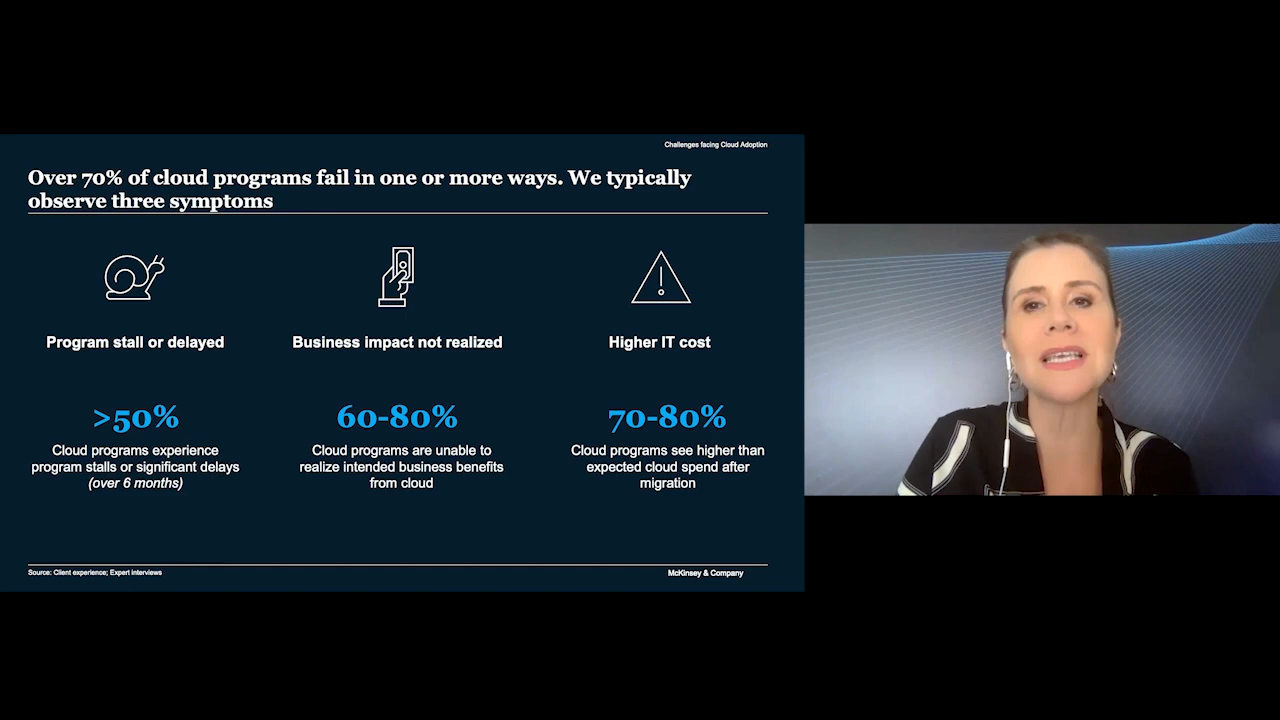 Challenges facing Cloud Adoption
Over 70% of cloud programs fail in one or more ways. We typically
observe three symptoms
Program stall or delayed
>50%
Cloud programs experience
program stalls or significant delays
(over 6 months)
Business impact not realized
60-80%
Cloud programs are unable to
realize intended business benefits
from cloud
Higher IT cost
70-80%
Cloud programs see higher than
expected cloud spend after
migration
Source: Client experience; Expert interviews
McKinsey & Company